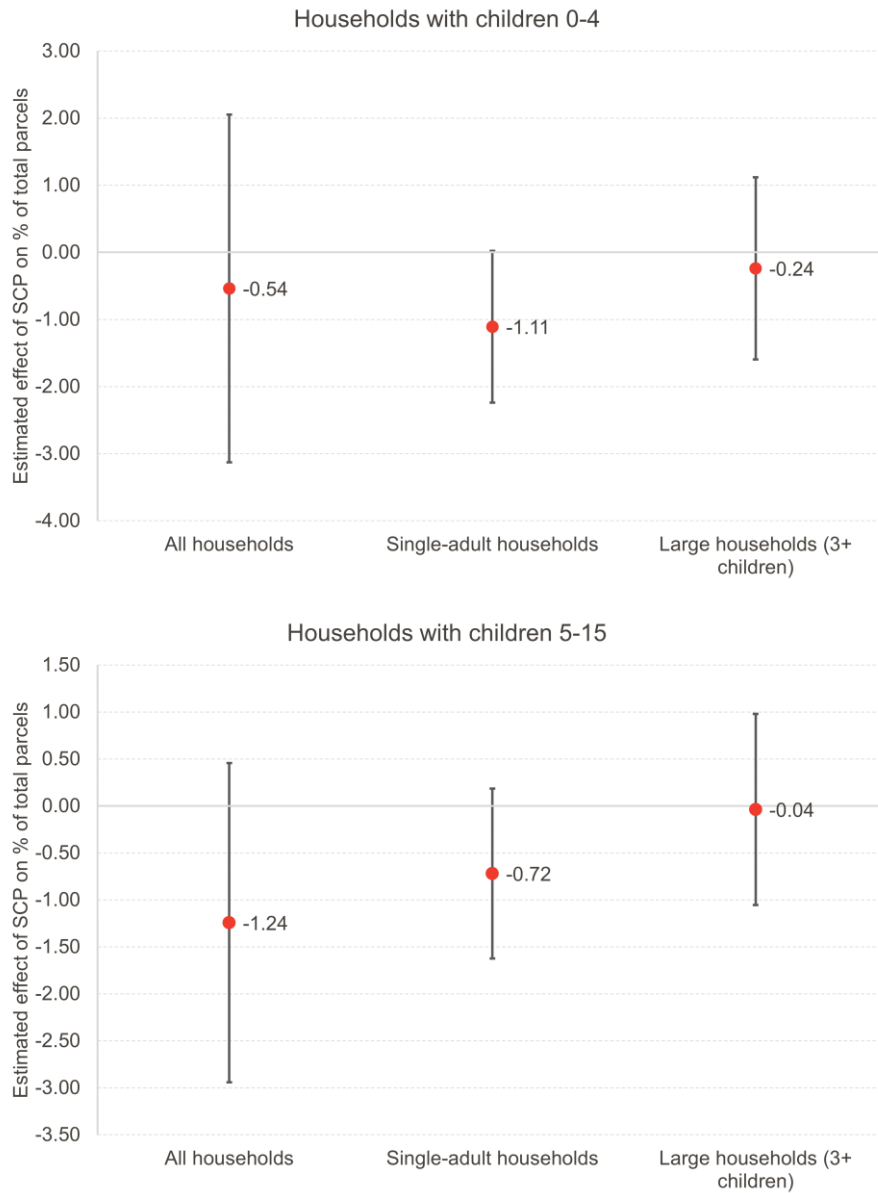 Households with children 0-4
Estimated effect of SCP on % of total parcels
3.00
2.00
1.00
0.00
-1.00
-2.00
-3.00
-4.00
-0.54
-1.11
-0.24
All households
Single-adult households
Large households (3+
children)
Households with children 5-15
Estimated effect of SCP on % of total parcels
1.50
1.00
0.50
0.00
-0.50
-1.00
-1.50
-2.00
-2.50
-3.00
-3.50
-1.24
-0.72
-0.04
All households
Single-adult households
Large households (3+
children)